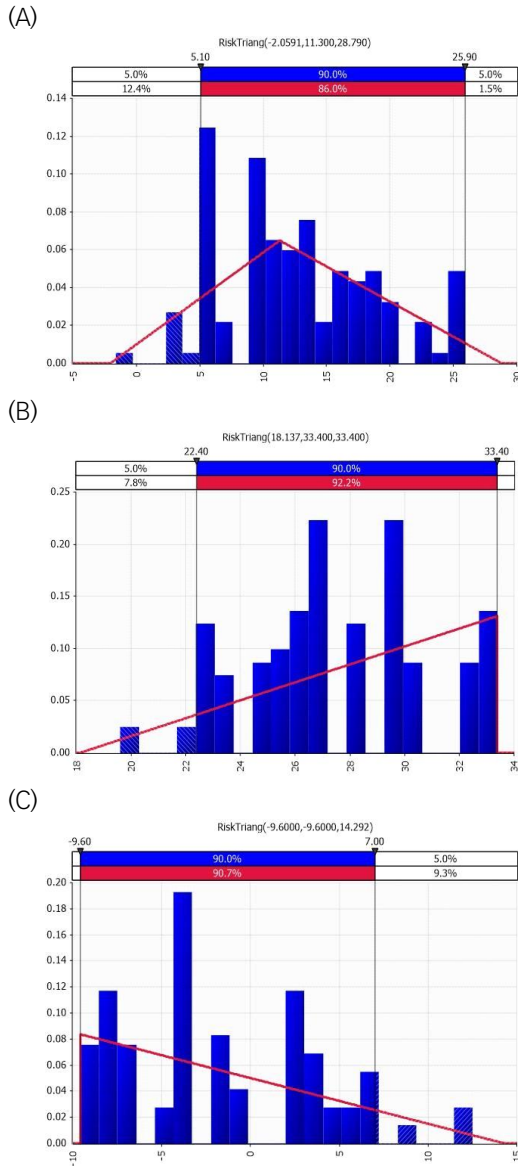 (A)
RiskTriang(-2.0591,11.300,28.790)
5.10 25.90
5.0% 90.0% 5.0%
12.4% 86.0% 1.5%
0.14
0.12
0.10
0.08
0.06
0.04
0.02
0.00
-5 0 5 10 15 20 25 30
(B)
RiskTriang(18.137,33.400,33.400)
22.40 33.40
5.0% 90.0%
7.8% 92.2%
0.25
0.20
0.15
0.10
0.05
0.00
18 20 22 24 26 28 30 32 34
(C)
RiskTriang(-9.6000,-9.6000,14.292)
-9.60 7.00
90.0% 5.0%
90.7% 9.3%
0.20
0.18
0.16
0.14
0.12
0.10
0.08
0.06
0.04
0.02
0.00
-10 -5 0 5 10 15